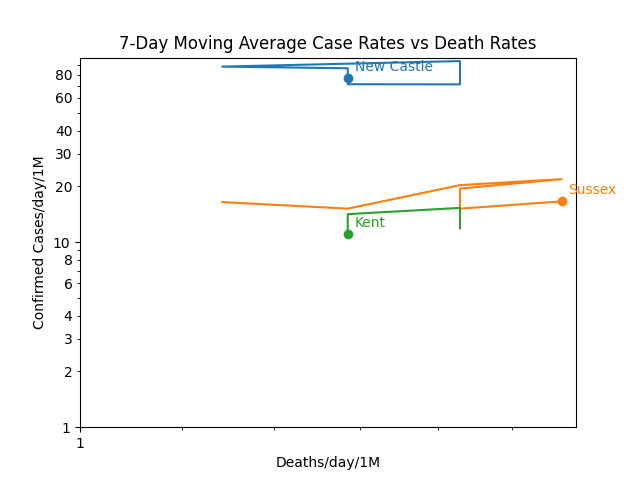 7-Day Moving Average Case Rates vs Death Rates
80
60
40
30
20
10
8
6
4
3
2
1
1
Confirmed Cases/day/1M
Deaths/day/1M
New Castle
Sussex
Kent